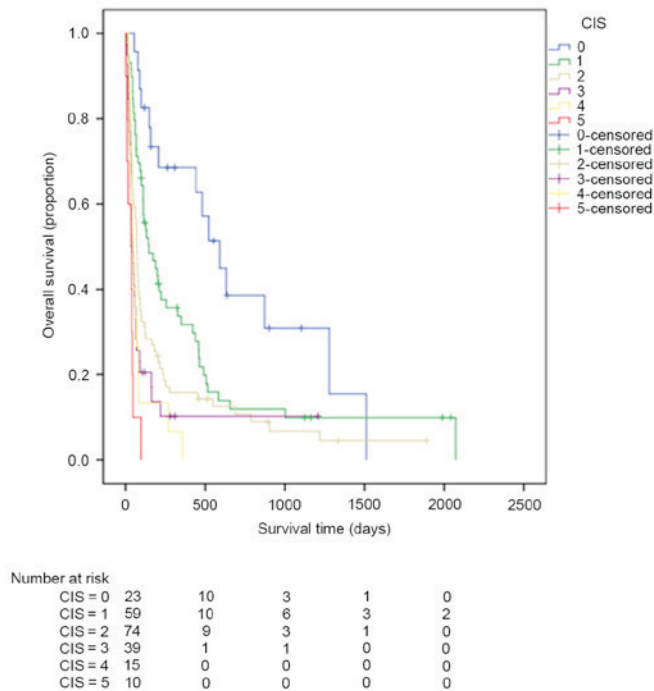 CIS
0
1
2
3
4
5
0-censored
1-censored
2-censored
3-censored
4-censored
5-censored
1.0
0.8
0.6
0.4
0.2
0.0
Overall survival (proportion)
0 500 1000 1500 2000 2500
Survival time (days)
Number at risk
CIS = 0 23 10 3 1 0
CIS = 1 59 10 6 3 2
CIS = 2 74 9 3 1 0
CIS = 3 39 1 1 0 0
CIS = 4 15 0 0 0 0
CIS = 5 10 0 0 0 0